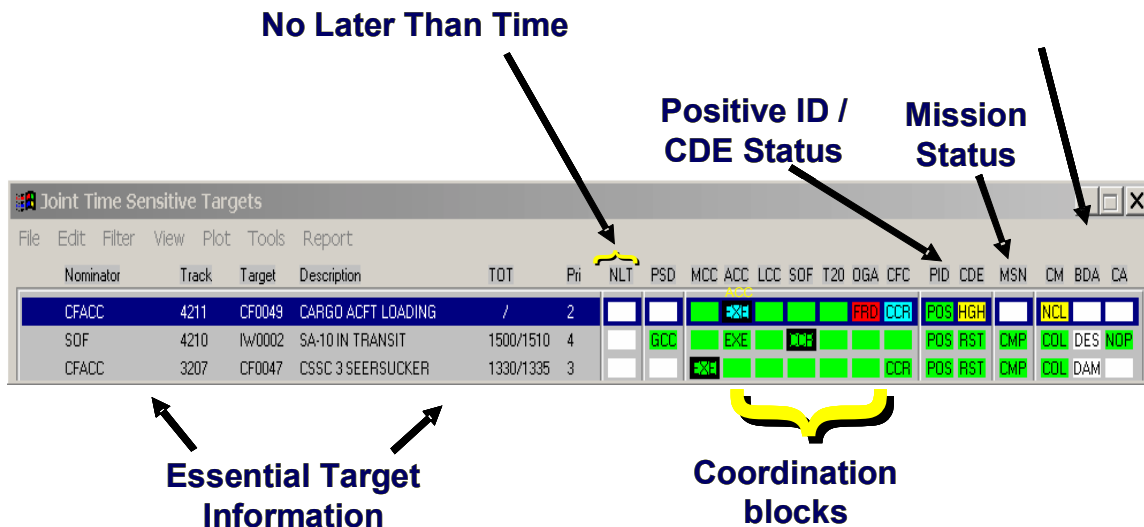 No Later Than Time
Positive ID /
CDE Status
Mission
Status
Joint Time Sensitive Targets
File Edit Filter View Plot Tools Report
Nominator Track Target Description TOT Pri NLT PSD MCC ACC LCC SOF T20 OGA CFC PID CDE MSN CM BDA CA
ACC
CFACC 4211 CF0049 CARGO ACFT LOADING / 2 EXE FRD CCR POS HGH NCL
SOF 4210 IW0002 SA-10 IN TRANSIT 1500/1510 4 GCC EXE CCR POS RST CMP COL DES NOP
CFACC 3207 CF0047 CSSC 3 SEERSUCKER 1330/1335 3 EXE CCR POS RST CMP COL DAM
Essential Target
Information
Coordination
blocks